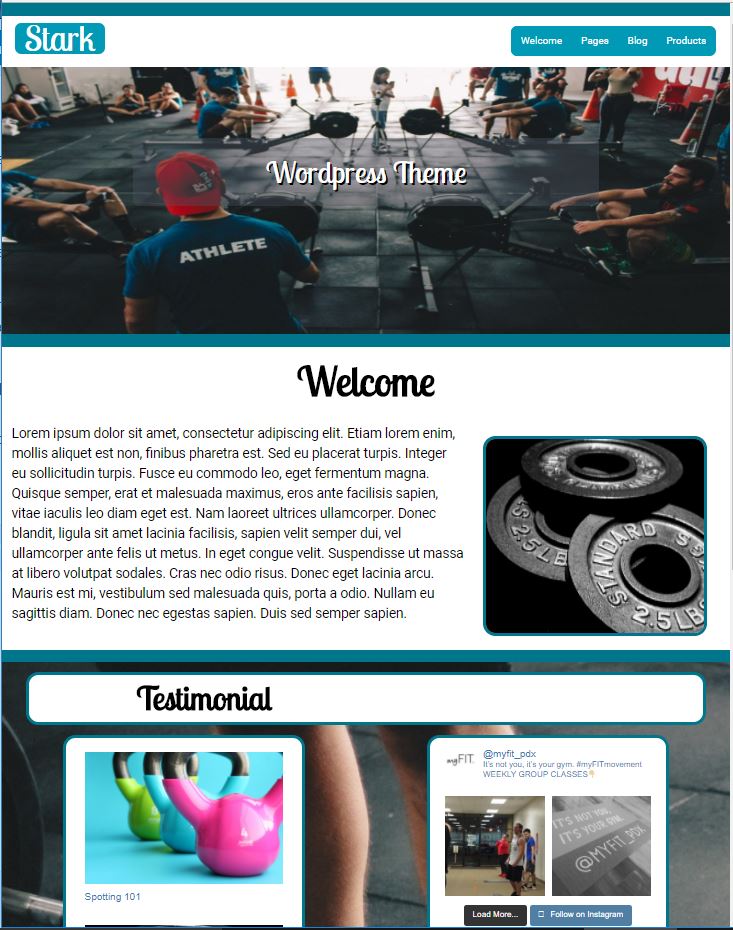 Stark
Welcome Pages Blog Products
Wordpress Theme
ATHLETE
Welcome
Lorem ipsum dolor sit amet, consectetur adipiscing elit. Etiam lorem enim,
mollis aliquet est non, finibus pharetra est. Sed eu placerat turpis. Integer
eu sollicitudin turpis. Fusce eu commodo leo, eget fermentum magna.
Quisque semper, erat et malesuada maximus, eros ante facilisis sapien,
vitae iaculis leo diam eget est. Nam laoreet ultrices ullamcorper. Donec
blandit, ligula sit amet lacinia facilisis, sapien velit semper dui, vel
ullamcorper ante felis ut metus. In eget congue velit. Suspendisse ut massa
at libero volutpat sodales. Cras nec odio risus. Donec eget lacinia arcu.
Mauris est mi, vestibulum sed malesuada quis, porta a odio. Nullam eu
sagittis diam. Donec nec egestas sapien. Duis sed semper sapien.
2.5LB
STANDARD
2.5LBS
Testimonial
Spotting 101
myFIT
@myfit_pdx
It's not you, it's your gym. #myFITmovement
WEEKLY GROUP CLASSES👇
IT'S NOT YOU,
IT'S YOUR GYM.
@MYFIT_PDX
Load More...
Follow on Instagram